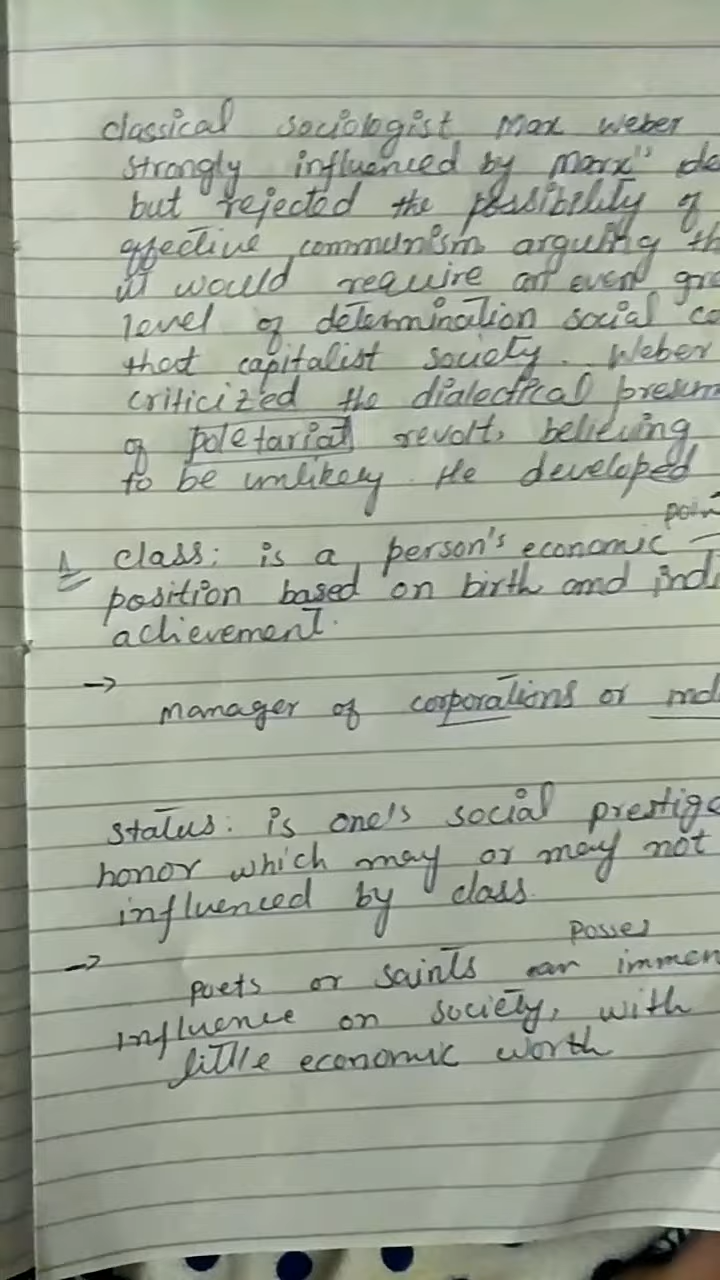 classical sociologist Max Weber
strongly influenced by Marx's
but rejected the possibility of
effective communism arguing
it would require an even
level of determination social
that capitalist society. Weber
criticized the dialectical
of poletariat revolt, believing
to be unlikely. He developed
1 class: is a person's economic
position based on birth and
achievement.
→
manager of corporations or
status: is one's social prestige
honor which may or may not
influenced by class.
posses
→ poets or saints can
influence on society, with
little economic worth